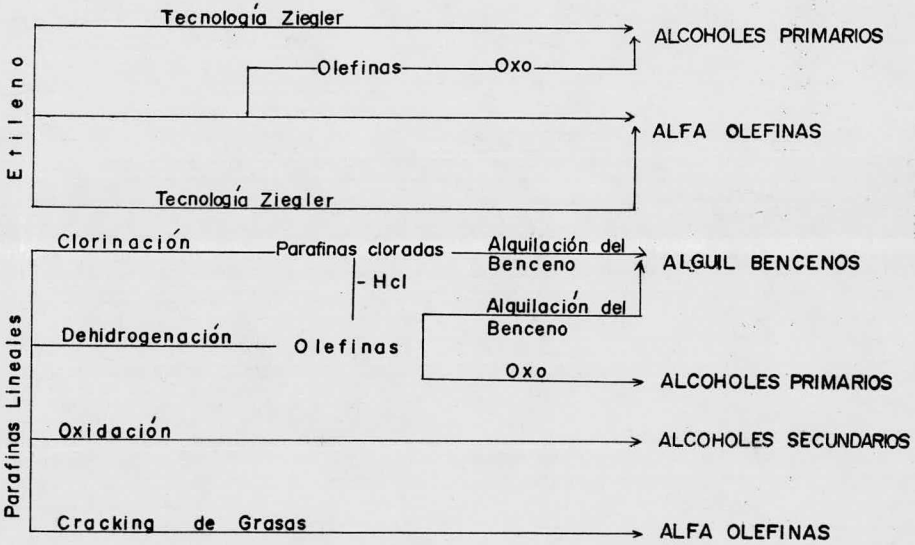 Tecnología Ziegler
ALCOHOLES PRIMARIOS
Olefinas
Oxo
Etileno
ALFA OLEFINAS
Tecnología Ziegler
Clorinación
Parafinas cloradas
Alquilación del
Benceno
ALGUIL BENCENOS
- Hcl
Alquilación del
Benceno
Dehidrogenación
Olefinas
Oxo
ALCOHOLES PRIMARIOS
Parafinas Lineales
Oxidación
ALCOHOLES SECUNDARIOS
Cracking de Grasas
ALFA OLEFINAS